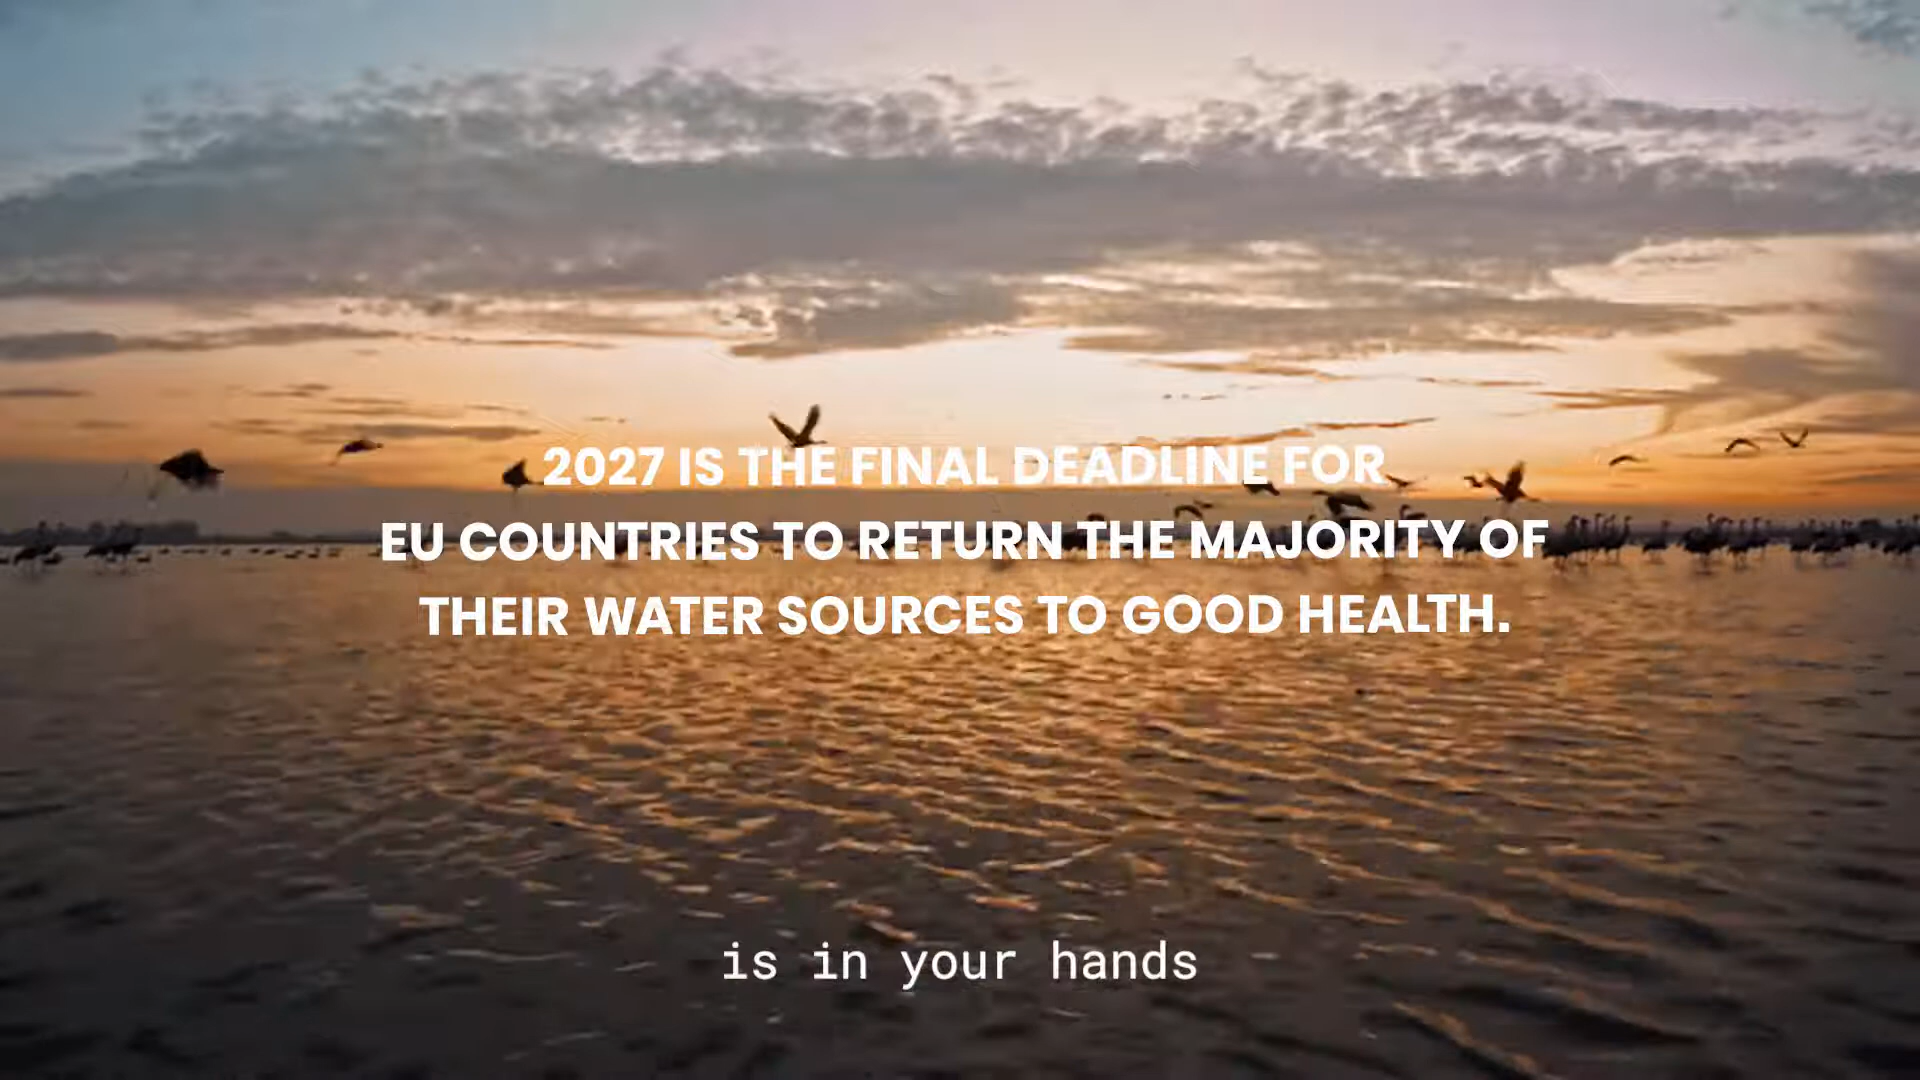 2027 IS THE FINAL DEADLINE FOR
EU COUNTRIES TO RETURN THE MAJORITY OF
THEIR WATER SOURCES TO GOOD HEALTH.
is in your hands